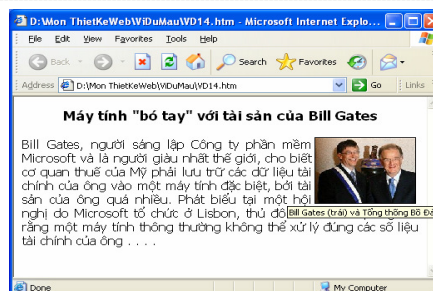 D:\Mon ThietKeWeb\ViDuMau\VD14.htm - Microsoft Internet Explo...
File Edit View Favorites Tools Help
Back Search Favorites
Address D:\Mon ThietKeWeb\ViDuMau\VD14.htm Go Links
Máy tính "bó tay" với tài sản của Bill Gates
Bill Gates, người sáng lập Công ty phần mềm
Microsoft và là người giàu nhất thế giới, cho biết
cơ quan thuế của Mỹ phải lưu trữ các dữ liệu tài
chính của ông vào một máy tính đặc biệt, bởi tài
sản của ông quá nhiều. Phát biểu tại một hội
nghị do Microsoft tổ chức ở Lisbon, thủ đô
Bill Gates (trái) và Tổng thống Bồ Đà
rằng một máy tính thông thường không thể xử lý đúng các số liệu
tài chính của ông . . . .
Done My Computer